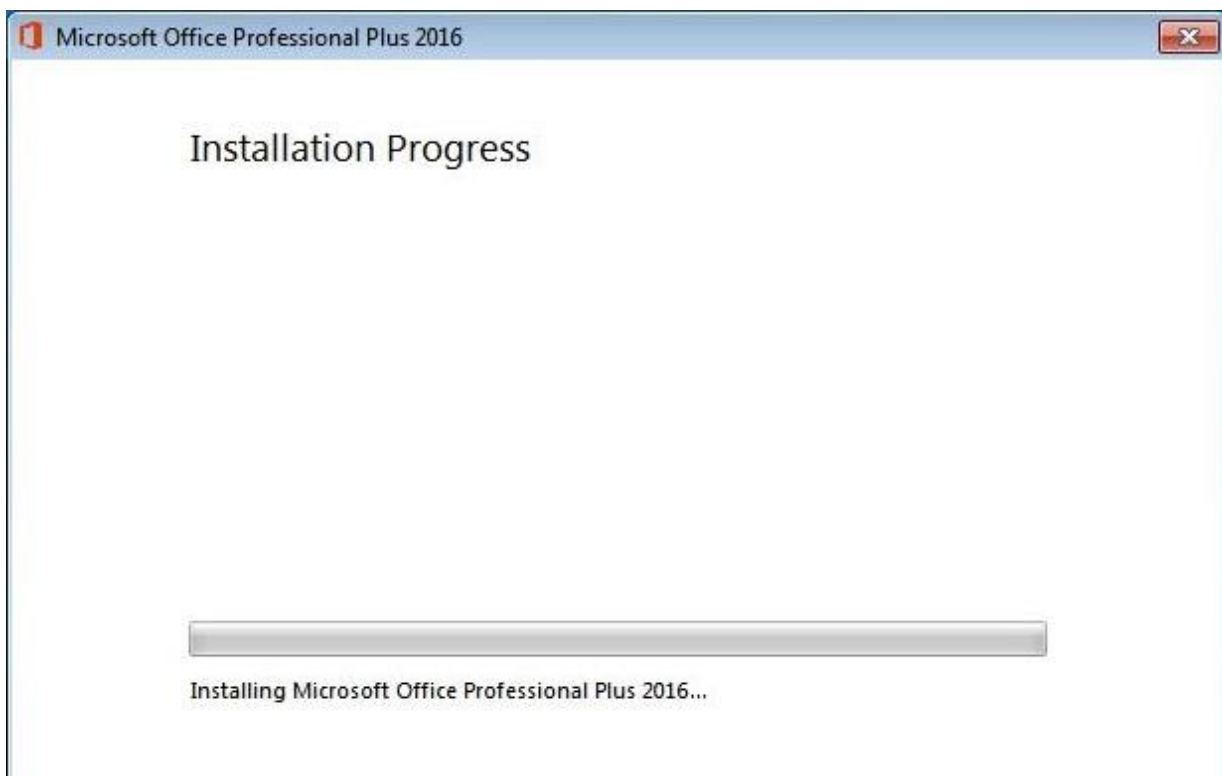 Microsoft Office Professional Plus 2016
Installation Progress
Installing Microsoft Office Professional Plus 2016...